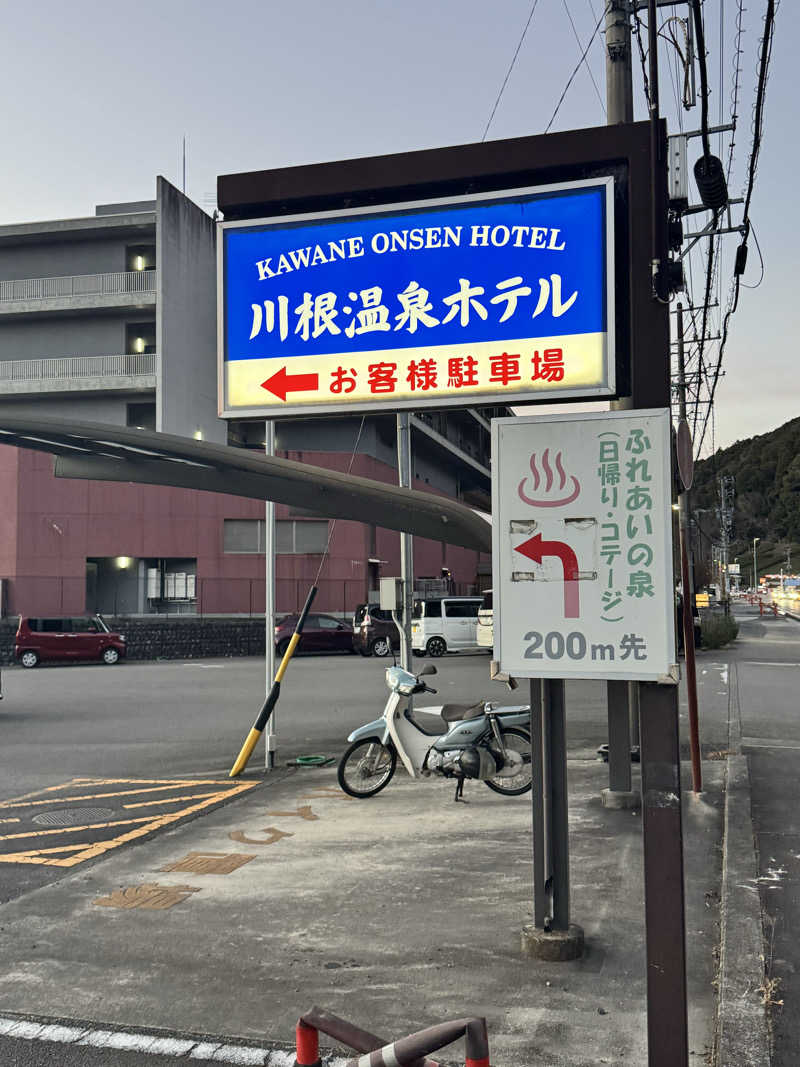 KAWANE ONSEN HOTEL
川根温泉ホテル
お客様駐車場
ふれあいの泉
(日帰り・コテージ)
200m先